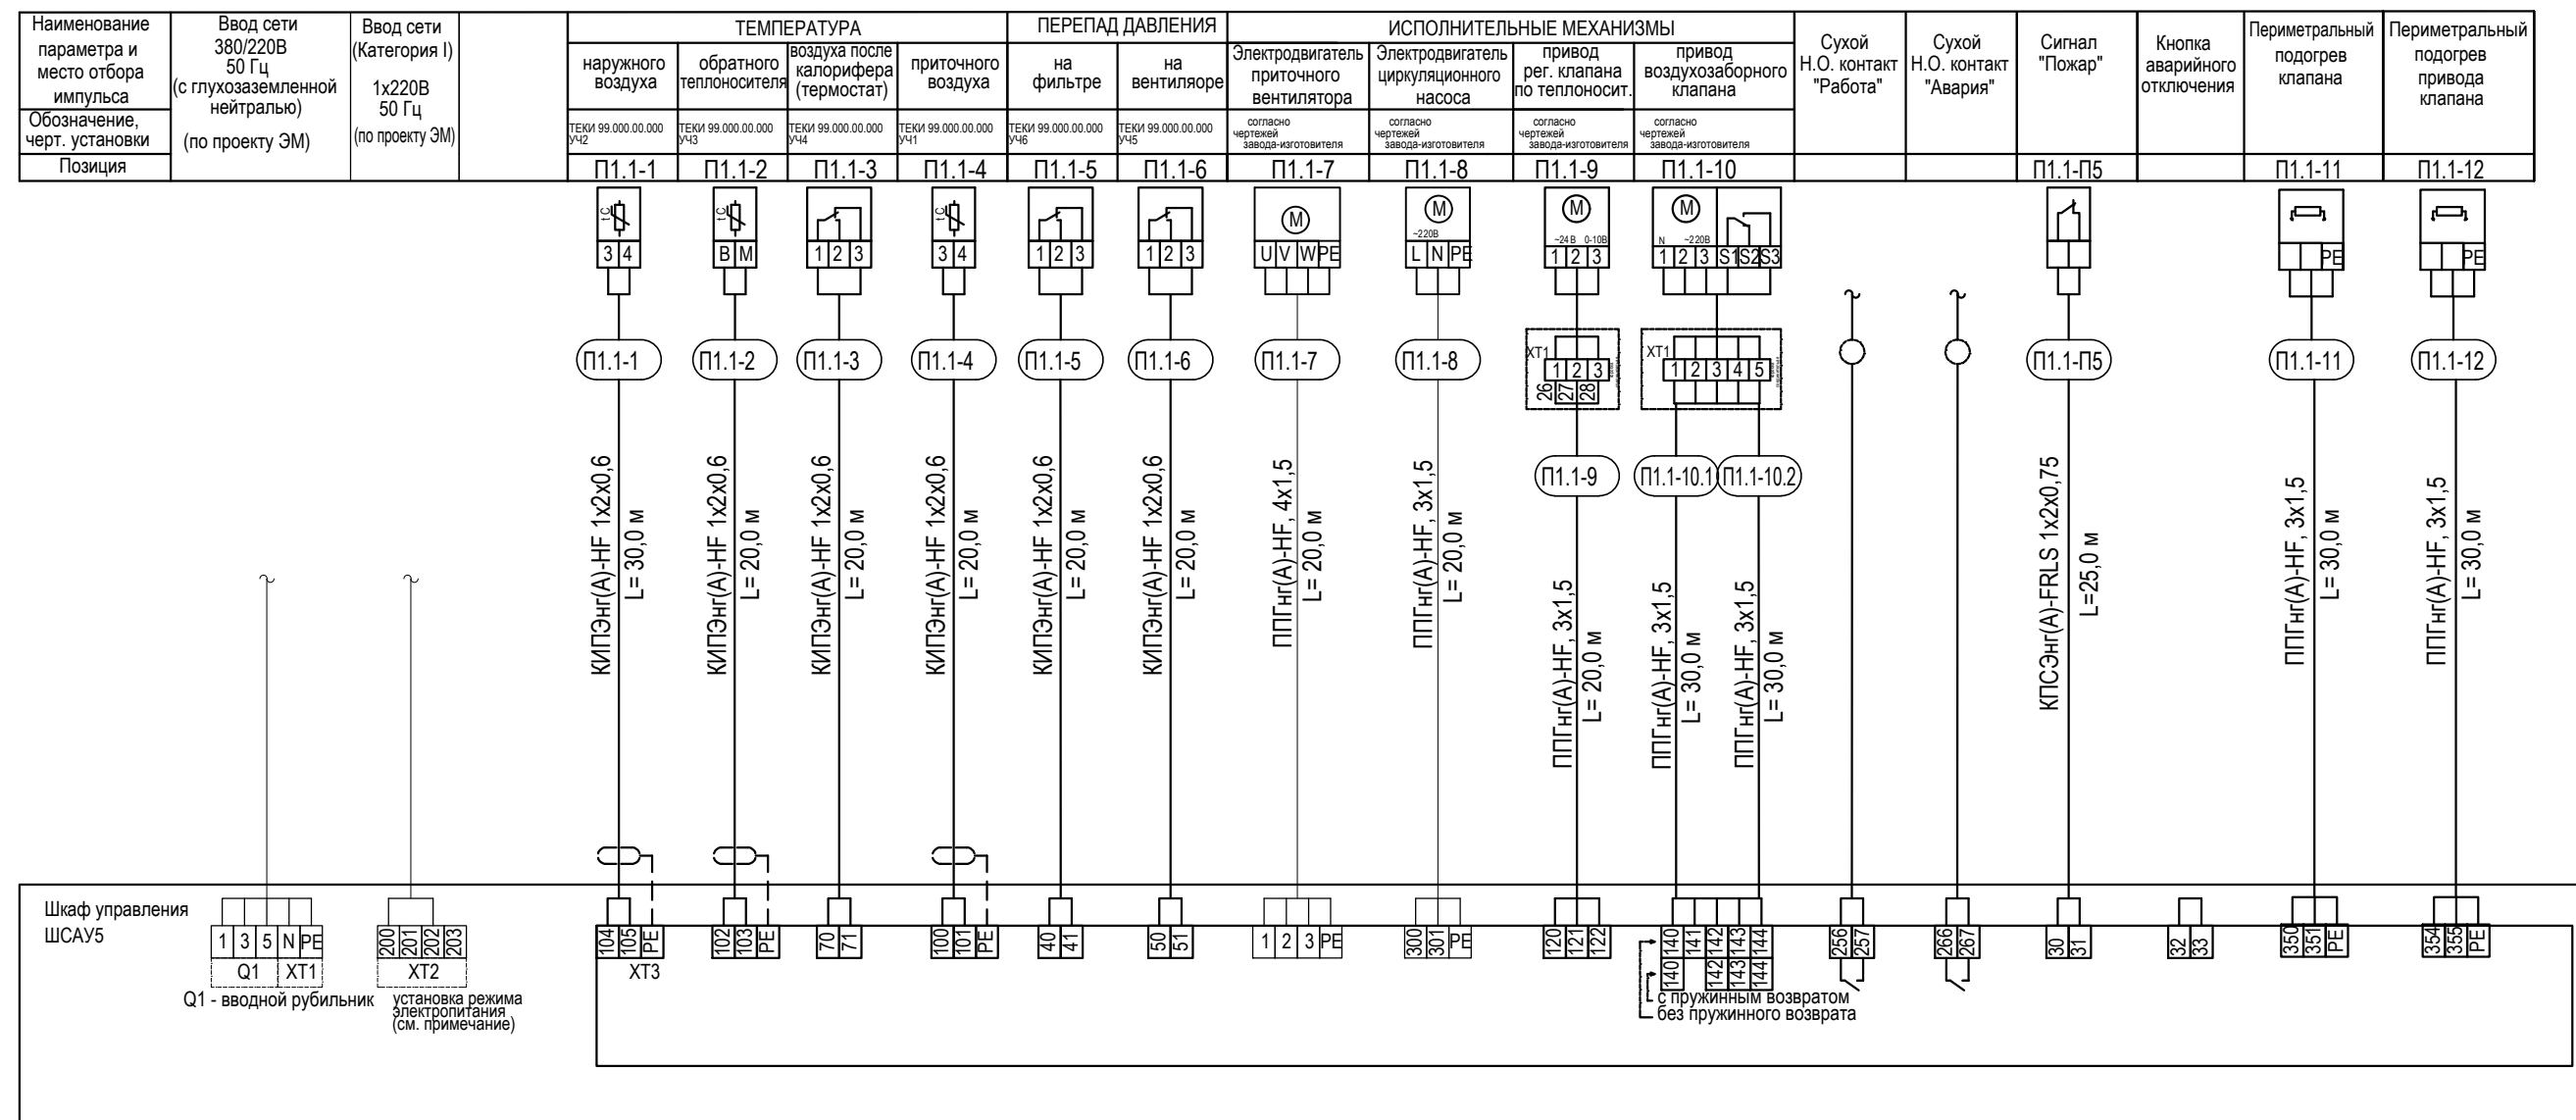 Наименование
параметра и
место отбора
импульса
Обозначение,
черт. установки
Позиция
Ввод сети
380/220В
50 Гц
(с глухозаземленной
нейтралью)
(по проекту ЭМ)
Ввод сети
(Категория I)
1х220В
50 Гц
(по проекту ЭМ)
ТЕМПЕРАТУРА
наружного
воздуха
обратного
теплоносителя
воздуха после
калорифера
(термостат)
приточного
воздуха
ПЕРЕПАД ДАВЛЕНИЯ
на
фильтре
на
вентиляоре
ИСПОЛНИТЕЛЬНЫЕ МЕХАНИЗМЫ
Электродвигатель
приточного
вентилятора
Электродвигатель
циркуляционного
насоса
привод
рег. клапана
по теплоносит.
привод
воздухозаборного
клапана
Сухой
Н.О. контакт
"Работа"
Сухой
Н.О. контакт
"Авария"
Сигнал
"Пожар"
Кнопка
аварийного
отключения
Периметральный
подогрев
клапана
Периметральный
подогрев
привода
клапана
ТЕКИ 99.000.00.000
УЧ2
ТЕКИ 99.000.00.000
УЧ3
ТЕКИ 99.000.00.000
УЧ4
ТЕКИ 99.000.00.000
УЧ1
ТЕКИ 99.000.00.000
УЧ6
ТЕКИ 99.000.00.000
УЧ5
согласно
чертежей
завода-изготовителя
согласно
чертежей
завода-изготовителя
согласно
чертежей
завода-изготовителя
согласно
чертежей
завода-изготовителя
П1.1-1 П1.1-2 П1.1-3 П1.1-4 П1.1-5 П1.1-6 П1.1-7 П1.1-8 П1.1-9 П1.1-10 П1.1-П5 П1.1-11 П1.1-12
t C
t C
t C
M
M
~220В
M
~24 В 0-10В
M
N ~220В
3 4
В М
1 2 3
3 4
1 2 3
1 2 3
U V W PE
L N PE
1 2 3
1 2 3 S1 S2 S3
PE
PE
XT1
1 2 3
26 27 28
XT1
1 2 3 4 5
П1.1-1 П1.1-2 П1.1-3 П1.1-4 П1.1-5 П1.1-6 П1.1-7 П1.1-8 П1.1-П5 П1.1-11 П1.1-12
П1.1-9 П1.1-10.1 П1.1-10.2
КИПЭнг(А)-HF 1х2х0,6
L= 30,0 м
КИПЭнг(А)-HF 1х2х0,6
L= 20,0 м
КИПЭнг(А)-HF 1х2х0,6
L= 20,0 м
КИПЭнг(А)-HF 1х2х0,6
L= 20,0 м
КИПЭнг(А)-HF 1х2х0,6
L= 20,0 м
КИПЭнг(А)-HF 1х2х0,6
L= 20,0 м
ППГнг(А)-HF, 4х1,5
L= 20,0 м
ППГнг(А)-HF, 3х1,5
L= 20,0 м
ППГнг(А)-HF, 3х1,5
L= 20,0 м
ППГнг(А)-HF, 3х1,5
L= 30,0 м
ППГнг(А)-HF, 3х1,5
L= 30,0 м
КПСЭнг(А)-FRLS 1х2х0,75
L=25,0 м
ППГнг(А)-HF, 3х1,5
L= 30,0 м
ППГнг(А)-HF, 3х1,5
L= 30,0 м
Шкаф управления
ШСАУ5
1 3 5 N PE
Q1 XT1
Q1 - вводной рубильник
200 201 202 203
XT2
установка режима
электропитания
(см. примечание)
104 105 PE
XT3
102 103 PE
70 71
100 101 PE
40 41
50 51
1 2 3 PE
300 301 PE
120 121 122
140 141 142 143 144
140 142 143 144
с пружинным возвратом
без пружинного возврата
256 257
266 267
30 31
32 33
350 351 PE
354 355 PE